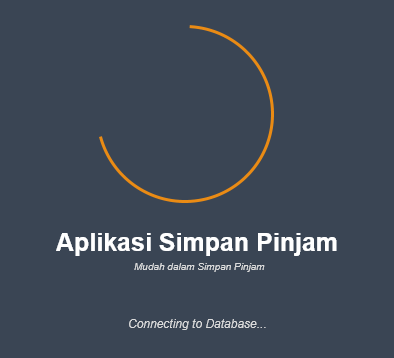 Aplikasi Simpan Pinjam
Mudah dalam Simpan Pinjam
Connecting to Database...